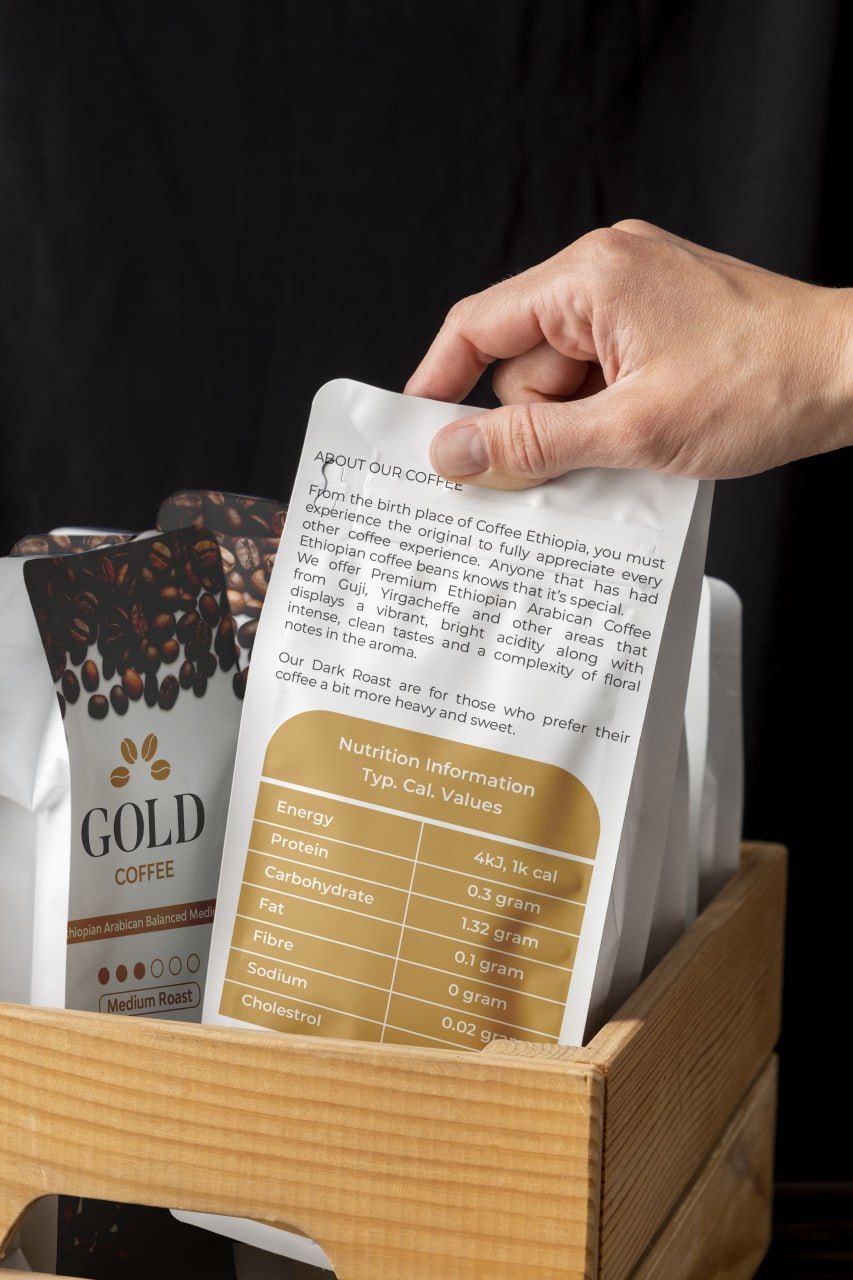 ABOUT OUR COFFEE
From the birth place of Coffee Ethiopia, you must
experience the original to fully appreciate every
other coffee experience. Anyone that has had
Ethiopian coffee beans knows that it's special.
We offer Premium Ethiopian Arabican Coffee
from Guji, Yirgacheffe and other areas that
displays a vibrant, bright acidity along with
intense, clean tastes and a complexity of floral
notes in the aroma.
Our Dark Roast are for those who prefer their
coffee a bit more heavy and sweet.
Nutrition Information
Typ. Cal. Values
Energy 4kJ, 1k cal
Protein 0.3 gram
Carbohydrate 1.32 gram
Fat 0.1 gram
Fibre 0 gram
Sodium 0.02 gram
Cholestrol
GOLD
COFFEE
Arabican Balanced
Medium Roast